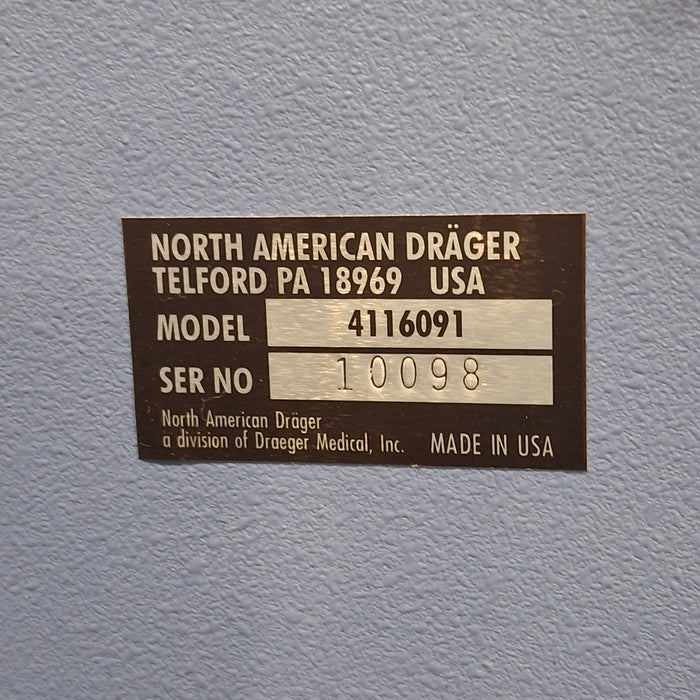 NORTH AMERICAN DRÄGER
TELFORD PA 18969 USA
MODEL 4116091
SER NO 10098
North American Dräger
a division of Draeger Medical, Inc. MADE IN USA